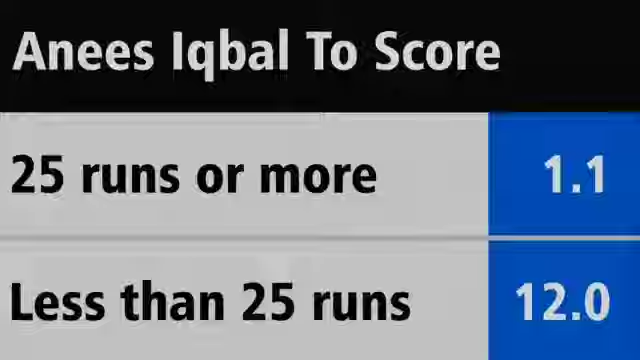 Anees Iqbal To Score
25 runs or more 1.1
Less than 25 runs 12.0